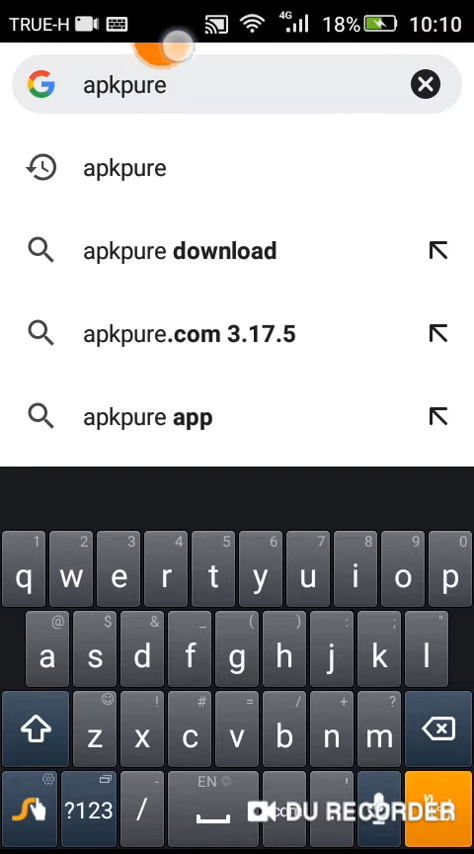 TRUE-H 4G 18% 10:10
apkpure
apkpure
apkpure download
apkpure.com 3.17.5
apkpure app
1 2 3 4 5 6 7 8 9 0
q w e r t y u i o p
@ $ & _ ( ) : ; "
a s d f g h j k l
! # = / + ?
z x c v b n m
- EN '
?123 / DU RECORDER